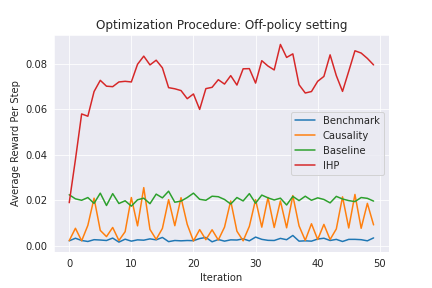 Optimization Procedure: Off-policy setting
Average Reward Per Step
0.08
0.06
0.04
0.02
0.00
Benchmark
Causality
Baseline
IHP
0 10 20 30 40 50
Iteration